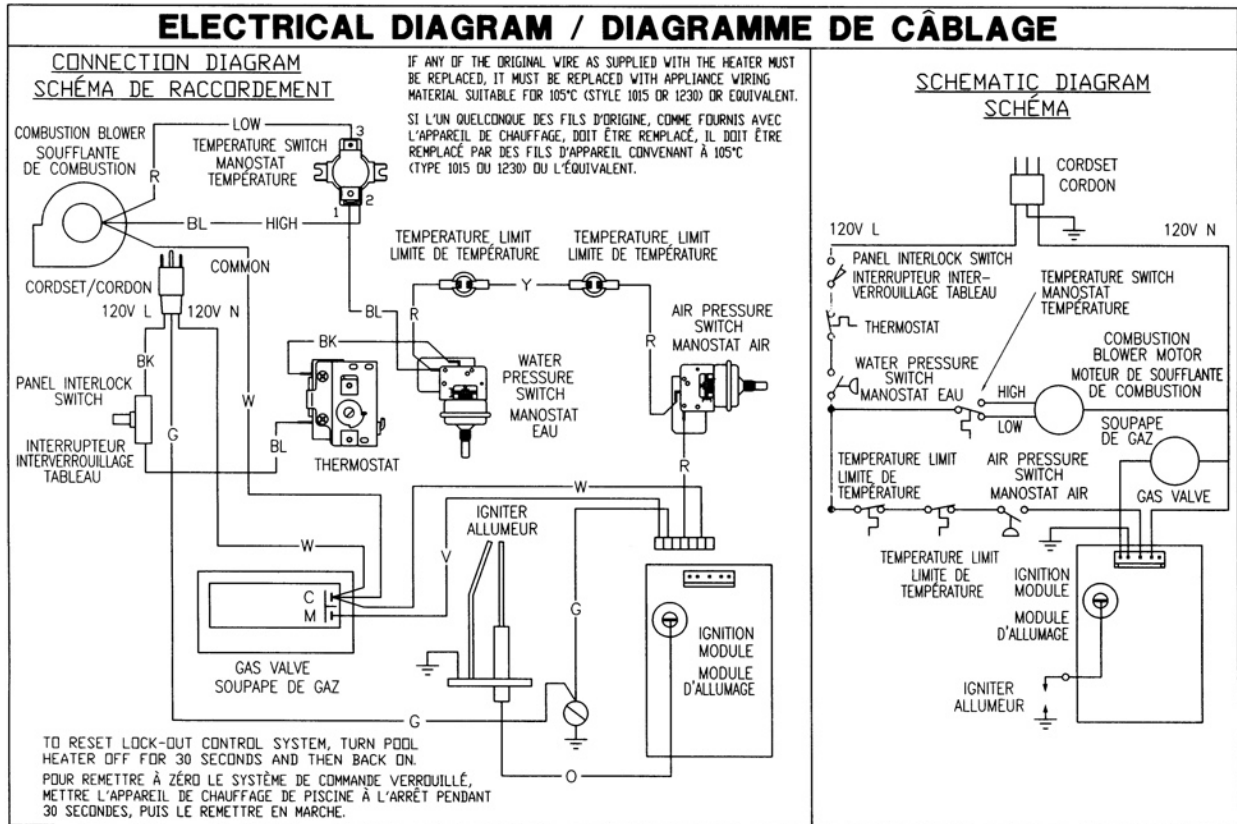 ELECTRICAL DIAGRAM / DIAGRAMME DE CÂBLAGE
CONNECTION DIAGRAM
SCHÉMA DE RACCORDEMENT
IF ANY OF THE ORIGINAL WIRE AS SUPPLIED WITH THE HEATER MUST
BE REPLACED, IT MUST BE REPLACED WITH APPLIANCE WIRING
MATERIAL SUITABLE FOR 105°C (STYLE 1015 OR 1230) OR EQUIVALENT.
SI L'UN QUELCONQUE DES FILS D'ORIGINE, COMME FOURNIS AVEC
L'APPAREIL DE CHAUFFAGE, DOIT ÊTRE REMPLACÉ, IL DOIT ÊTRE
REMPLACÉ PAR DES FILS D'APPAREIL CONVENANT À 105°C
(TYPE 1015 OU 1230) OU L'ÉQUIVALENT.
COMBUSTION BLOWER
SOUFFLANTE
DE COMBUSTION
LOW
3
TEMPERATURE SWITCH
MANOSTAT
TEMPÉRATURE
R
1
2
BL
HIGH
COMMON
CORDSET/CORDON
120V L
120V N
TEMPERATURE LIMIT
LIMITE DE TEMPÉRATURE
TEMPERATURE LIMIT
LIMITE DE TEMPÉRATURE
Y
BL
R
R
AIR PRESSURE
SWITCH
MANOSTAT AIR
BK
BK
WATER
PRESSURE
SWITCH
MANOSTAT
EAU
PANEL INTERLOCK
SWITCH
W
G
BL
INTERRUPTEUR
INTERVERROUILLAGE
TABLEAU
THERMOSTAT
R
W
IGNITER
ALLUMEUR
W
V
C
M
G
GAS VALVE
SOUPAPE DE GAZ
IGNITION
MODULE
MODULE
D'ALLUMAGE
G
O
TO RESET LOCK-OUT CONTROL SYSTEM, TURN POOL
HEATER OFF FOR 30 SECONDS AND THEN BACK ON.
POUR REMETTRE À ZÉRO LE SYSTÈME DE COMMANDE VERROUILLÉ,
METTRE L'APPAREIL DE CHAUFFAGE DE PISCINE À L'ARRÊT PENDANT
30 SECONDES, PUIS LE REMETTRE EN MARCHE.
SCHEMATIC DIAGRAM
SCHÉMA
CORDSET
CORDON
120V L
120V N
PANEL INTERLOCK SWITCH
INTERRUPTEUR INTER-
VERROUILLAGE TABLEAU
TEMPERATURE SWITCH
MANOSTAT
TEMPÉRATURE
THERMOSTAT
COMBUSTION
BLOWER MOTOR
MOTEUR DE SOUFFLANTE
DE COMBUSTION
WATER PRESSURE
SWITCH
MANOSTAT EAU
HIGH
LOW
SOUPAPE
DE GAZ
TEMPERATURE LIMIT
LIMITE DE
TEMPÉRATURE
AIR PRESSURE
SWITCH
MANOSTAT AIR
GAS VALVE
TEMPERATURE LIMIT
LIMITE DE
TEMPÉRATURE
IGNITION
MODULE
MODULE
D'ALLUMAGE
IGNITER
ALLUMEUR